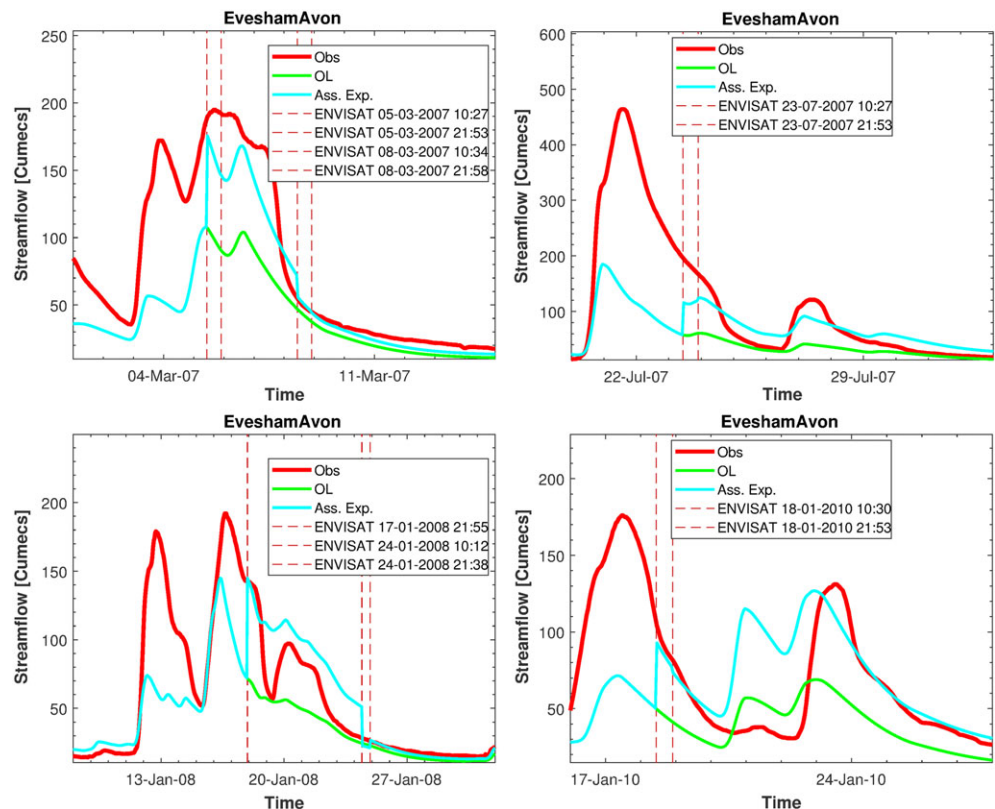 EveshamAvon
250
200
150
100
50
Streamflow [Cumecs]
Obs
OL
Ass. Exp.
ENVISAT 05-03-2007 10:27
ENVISAT 05-03-2007 21:53
ENVISAT 08-03-2007 10:34
ENVISAT 08-03-2007 21:58
04-Mar-07
11-Mar-07
Time
EveshamAvon
600
500
400
300
200
100
Streamflow [Cumecs]
Obs
OL
Ass. Exp.
ENVISAT 23-07-2007 10:27
ENVISAT 23-07-2007 21:53
22-Jul-07
29-Jul-07
Time
EveshamAvon
200
150
100
50
Streamflow [Cumecs]
Obs
OL
Ass. Exp.
ENVISAT 17-01-2008 21:55
ENVISAT 24-01-2008 10:12
ENVISAT 24-01-2008 21:38
13-Jan-08
20-Jan-08
27-Jan-08
Time
EveshamAvon
200
150
100
50
Streamflow [Cumecs]
Obs
OL
Ass. Exp.
ENVISAT 18-01-2010 10:30
ENVISAT 18-01-2010 21:53
17-Jan-10
24-Jan-10
Time